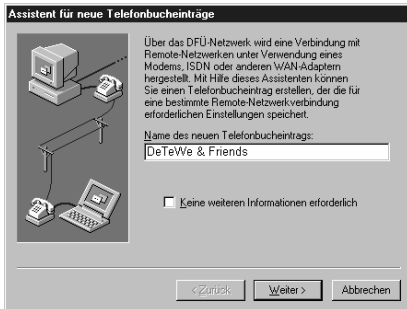 Assistent für neue Telefonbucheinträge
Über das DFÜ-Netzwerk wird eine Verbindung mit
Remote-Netzwerken unter Verwendung eines
Modems, ISDN oder anderen WAN-Adaptern
hergestellt. Mit Hilfe dieses Assistenten können
Sie einen Telefonbucheintrag erstellen, der die für
eine bestimmte Remote-Netzwerkverbindung
erforderlichen Einstellungen speichert.
Name des neuen Telefonbucheintrags:
DeTeWe & Friends
Keine weiteren Informationen erforderlich
< Zurück Weiter > Abbrechen